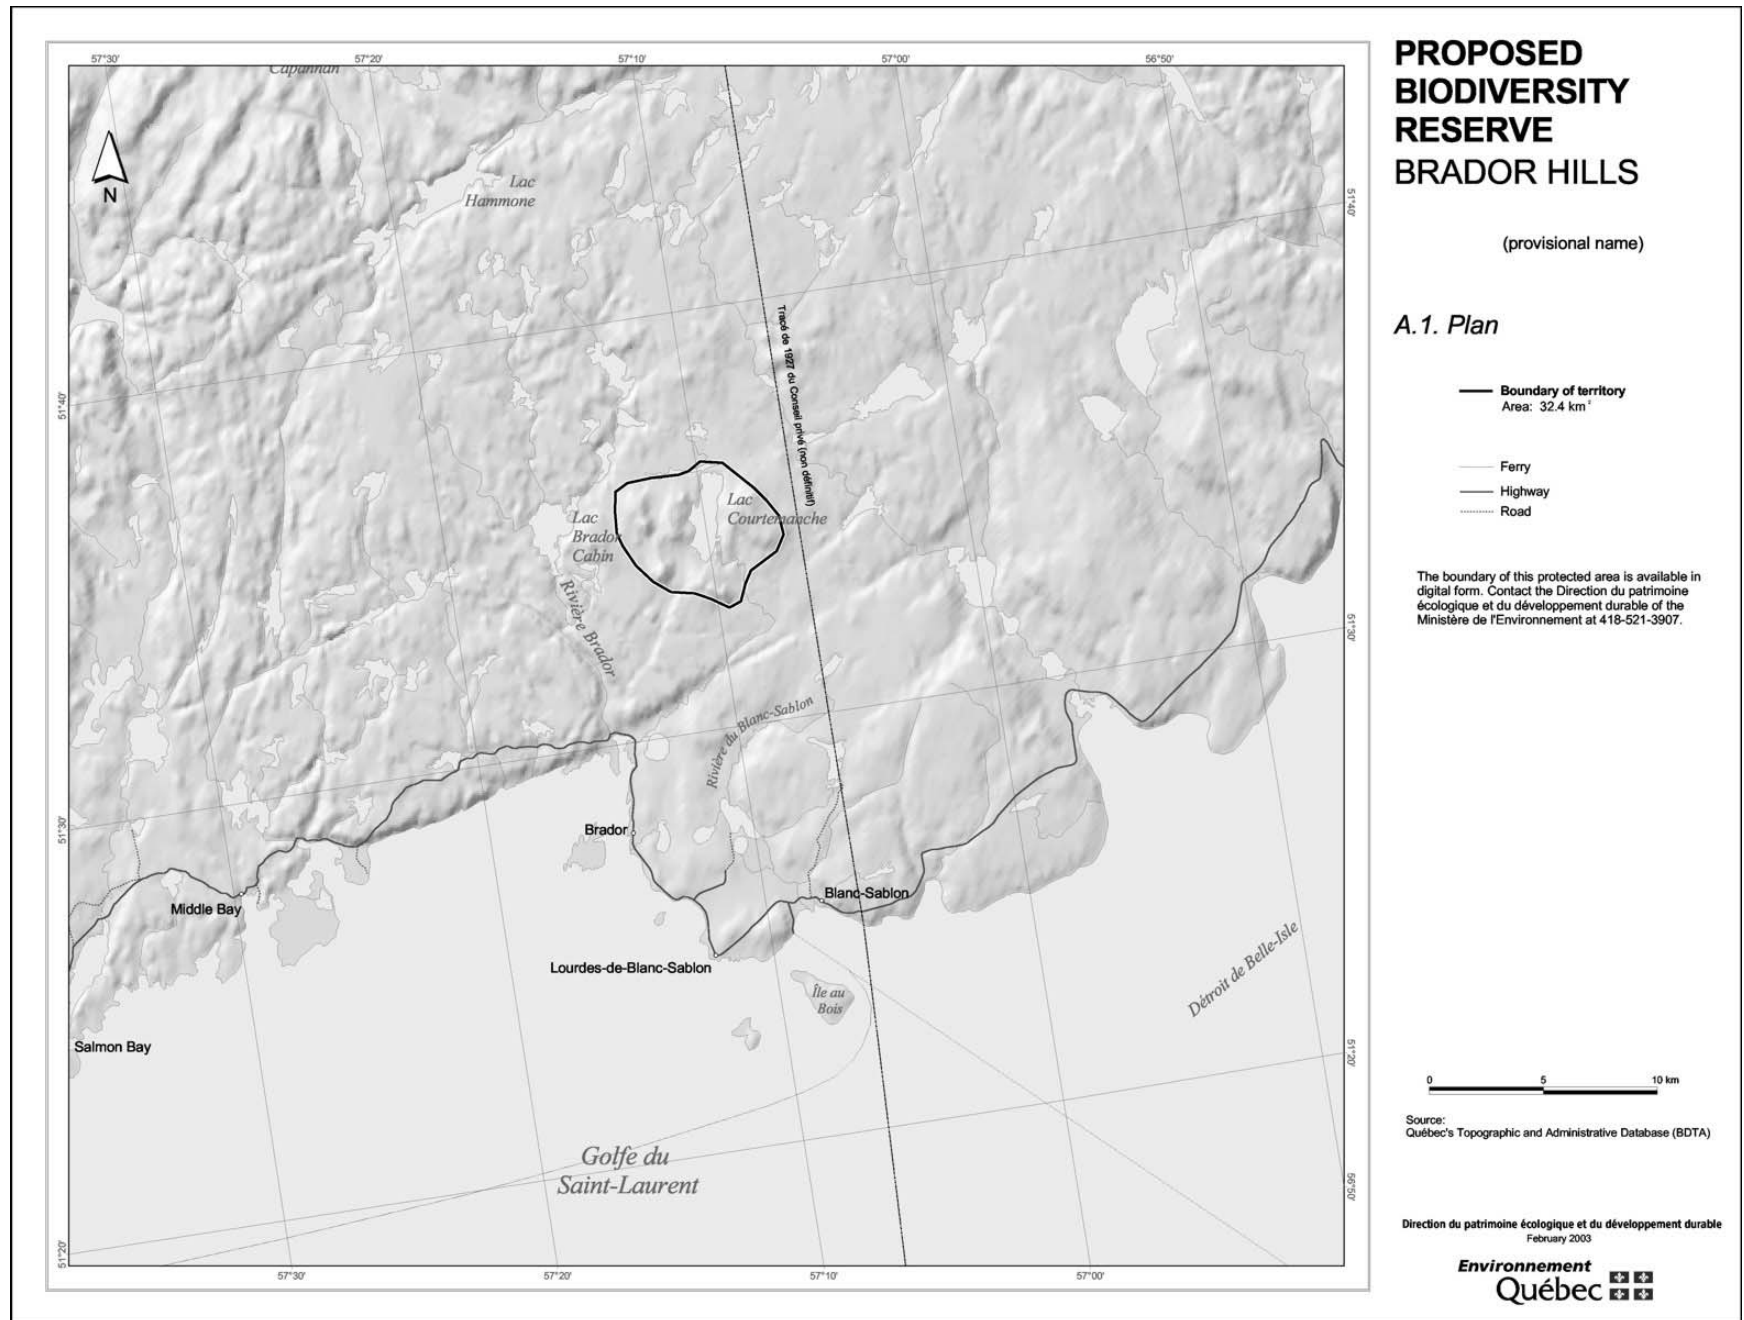 57°30'
57°20'
57°10'
57°00'
56°50'
Capannan
N
Lac
Hammone
51°40'
51°40'
Tracé de 1927 du Conseil privé (non définitif)
Lac
Courtemanche
Lac
Brador
Cabin
Rivière Brador
51°30'
Rivière du Blanc-Sablon
51°30'
Brador
Blanc-Sablon
Middle Bay
Lourdes-de-Blanc-Sablon
Île au
Bois
Détroit de Belle-Isle
Salmon Bay
51°20'
Golfe du
Saint-Laurent
56°50'
51°20'
57°30'
57°20'
57°10'
57°00'
PROPOSED
BIODIVERSITY
RESERVE
BRADOR HILLS
(provisional name)
A.1. Plan
Boundary of territory
Area: 32.4 km²
Ferry
Highway
Road
The boundary of this protected area is available in
digital form. Contact the Direction du patrimoine
écologique et du développement durable of the
Ministère de l'Environnement at 418-521-3907.
0 5 10 km
Source:
Québec's Topographic and Administrative Database (BDTA)
Direction du patrimoine écologique et du développement durable
February 2003
Environnement
Québec